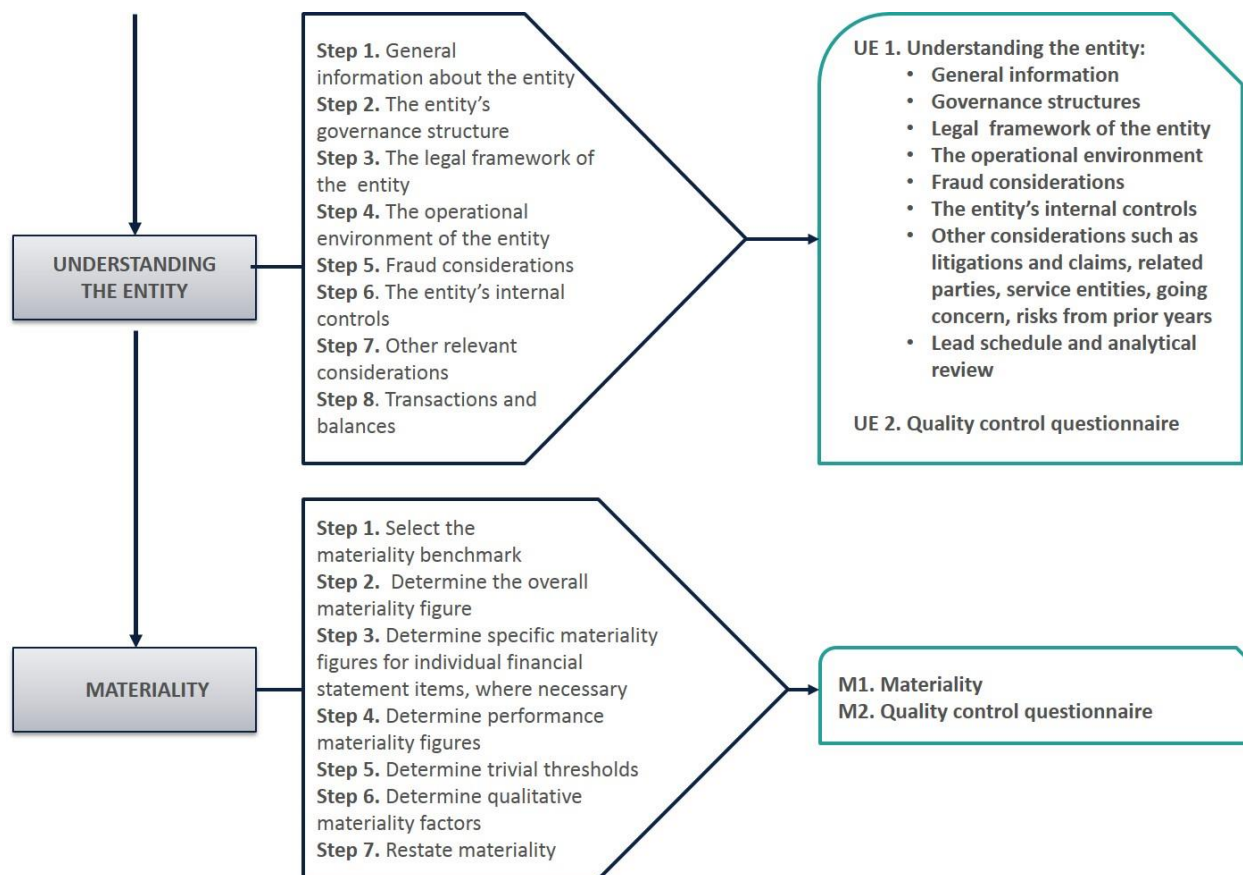 UNDERSTANDING
THE ENTITY
Step 1. General
information about the entity
Step 2. The entity's
governance structure
Step 3. The legal framework of
the entity
Step 4. The operational
environment of the entity
Step 5. Fraud considerations
Step 6. The entity's internal
controls
Step 7. Other relevant
considerations
Step 8. Transactions and
balances
UE 1. Understanding the entity:
• General information
• Governance structures
• Legal framework of the entity
• The operational environment
• Fraud considerations
• The entity's internal controls
• Other considerations such as
litigations and claims, related
parties, service entities, going
concern, risks from prior years
• Lead schedule and analytical
review
UE 2. Quality control questionnaire
MATERIALITY
Step 1. Select the
materiality benchmark
Step 2. Determine the overall
materiality figure
Step 3. Determine specific materiality
figures for individual financial
statement items, where necessary
Step 4. Determine performance
materiality figures
Step 5. Determine trivial thresholds
Step 6. Determine qualitative
materiality factors
Step 7. Restate materiality
M1. Materiality
M2. Quality control questionnaire